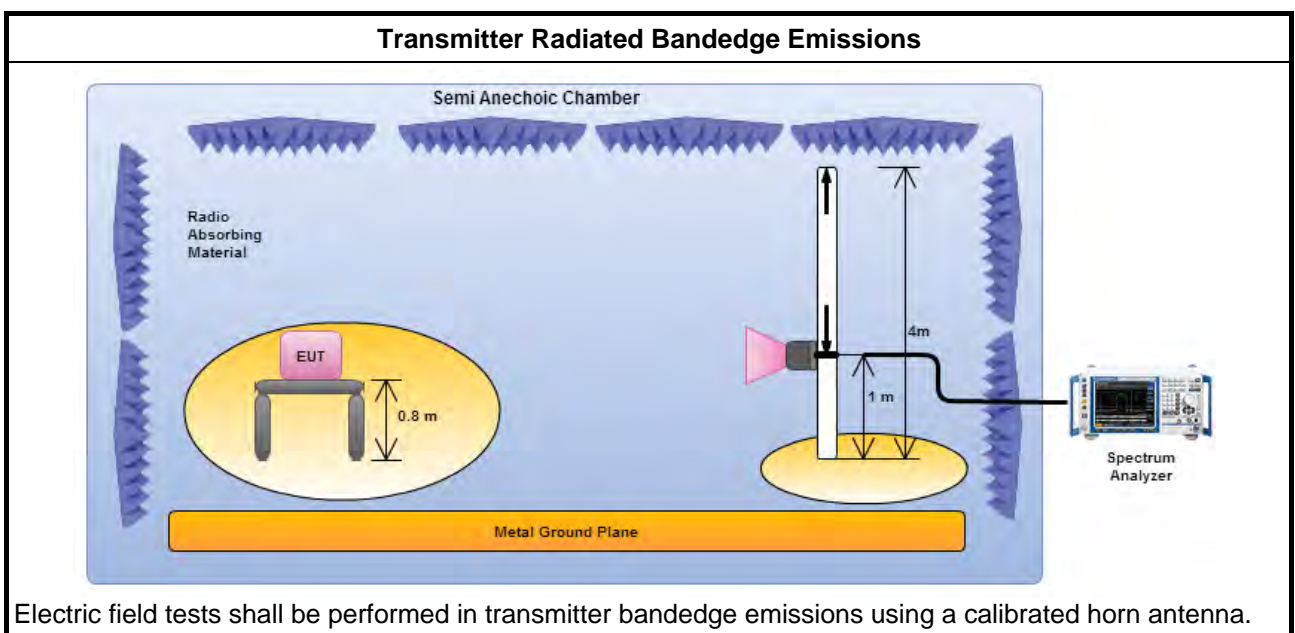 Transmitter Radiated Bandedge Emissions
Semi Anechoic Chamber
Radio
Absorbing
Material
EUT
0.8 m
4m
1 m
Spectrum
Analyzer
Metal Ground Plane
Electric field tests shall be performed in transmitter bandedge emissions using a calibrated horn antenna.